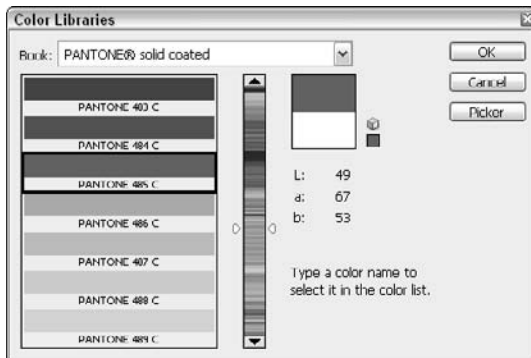 Color Libraries
Book: PANTONE® solid coated
OK
Cancel
Picker
PANTONE 483 C
PANTONE 484 C
PANTONE 485 C
PANTONE 486 C
PANTONE 487 C
PANTONE 488 C
PANTONE 489 C
L: 49
a: 67
b: 53
Type a color name to
select it in the color list.